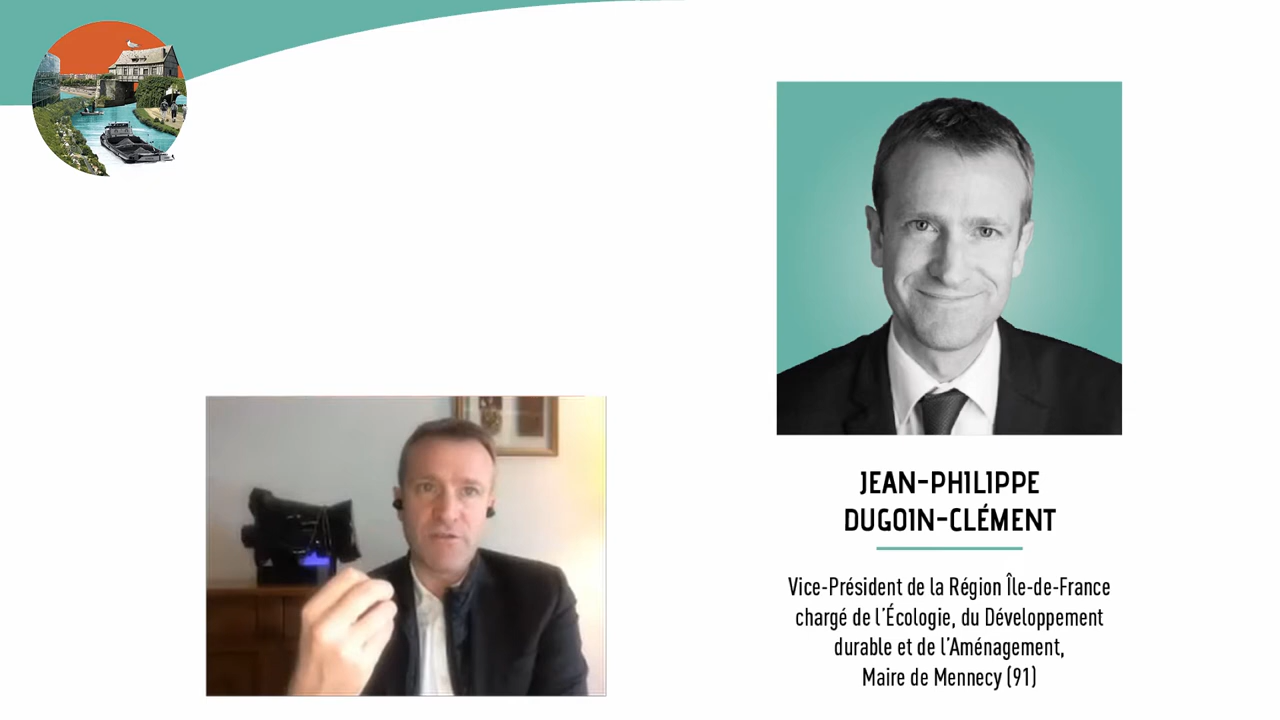 JEAN-PHILIPPE
DUGOIN-CLÉMENT
Vice-Président de la Région Île-de-France
chargé de l'Écologie, du Développement
durable et de l'Aménagement,
Maire de Mennecy (91)